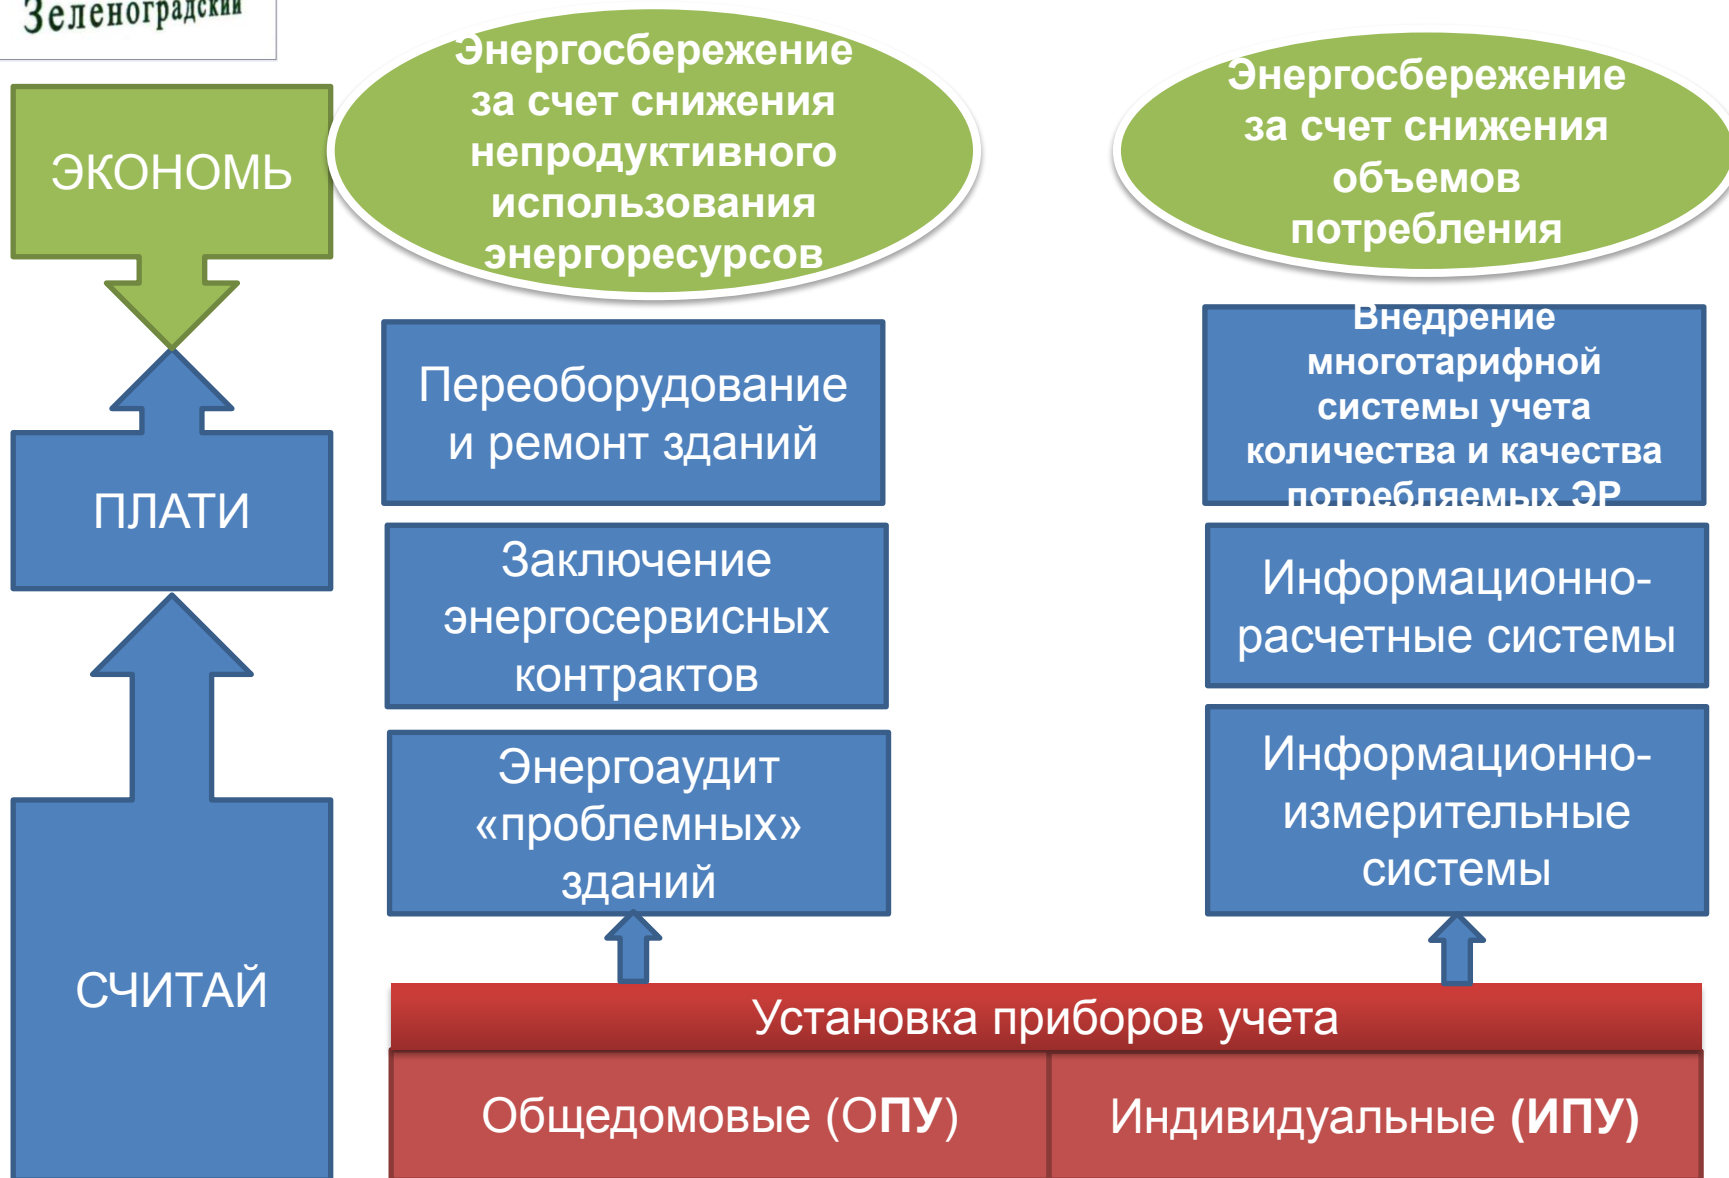 Зеленоградский
Энергосбережение
за счет снижения
непродуктивного
использования
энергоресурсов
Энергосбережение
за счет снижения
объемов
потребления
ЭКОНОМЬ
Переоборудование
и ремонт зданий
Внедрение
многотарифной
системы учета
количества и качества
потребляемых ЭР
ПЛАТИ
Заключение
энергосервисных
контрактов
Информационно-
расчетные системы
Энергоаудит
«проблемных»
зданий
Информационно-
измерительные
системы
СЧИТАЙ
Установка приборов учета
Общедомовые (ОПУ)
Индивидуальные (ИПУ)